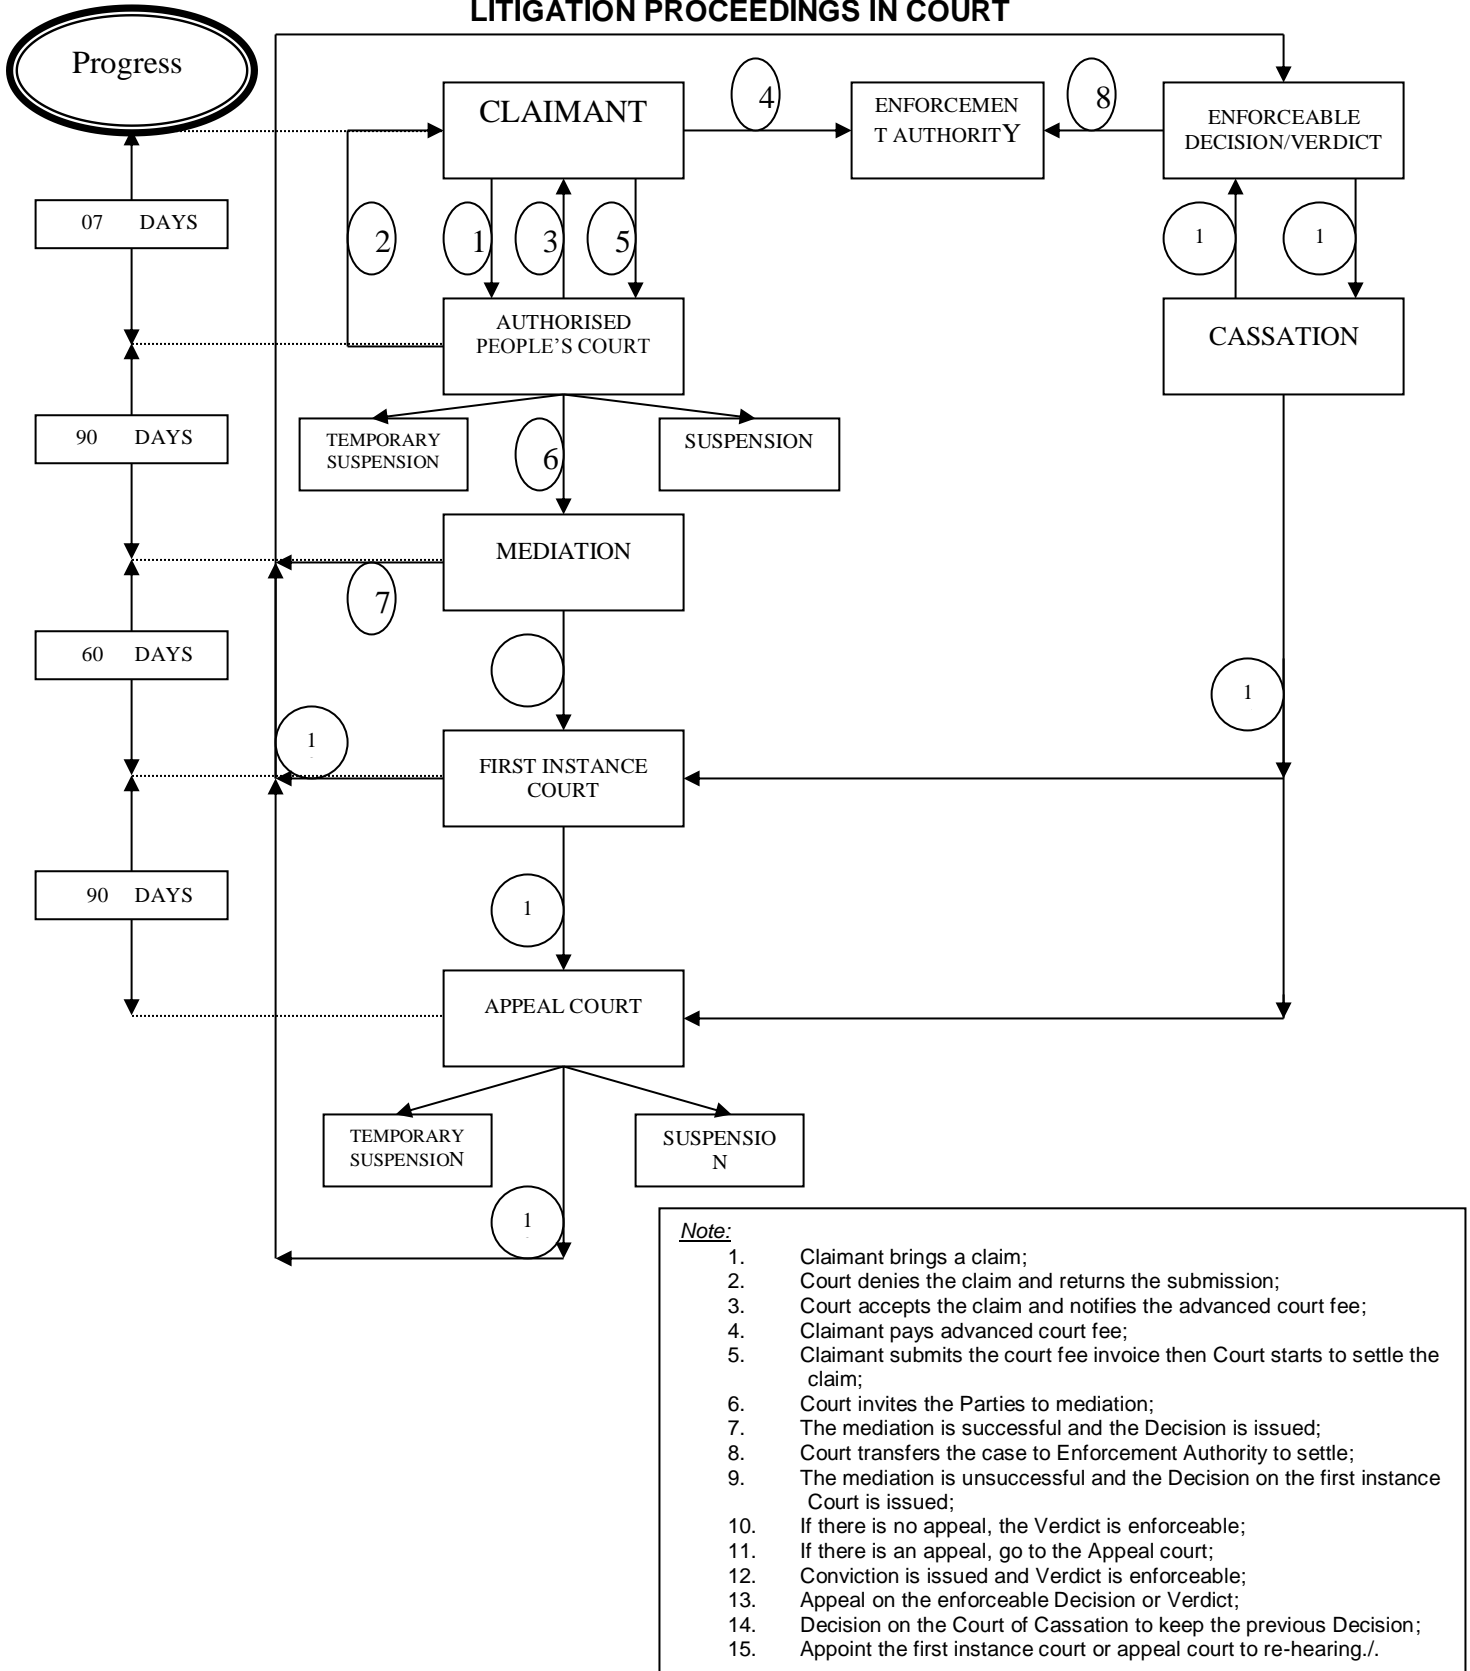 LITIGATION PROCEEDINGS IN COURT
Progress
CLAIMANT
4
ENFORCEMEN
T AUTHORITY
8
ENFORCEABLE
DECISION/VERDICT
07 DAYS
2
1
3
5
1
1
AUTHORISED
PEOPLE'S COURT
CASSATION
90 DAYS
TEMPORARY
SUSPENSION
6
SUSPENSION
MEDIATION
7
60 DAYS
1
1
FIRST INSTANCE
COURT
90 DAYS
1
APPEAL COURT
TEMPORARY
SUSPENSION
SUSPENSIO
N
1
Note:
1. Claimant brings a claim;
2. Court denies the claim and returns the submission;
3. Court accepts the claim and notifies the advanced court fee;
4. Claimant pays advanced court fee;
5. Claimant submits the court fee invoice then Court starts to settle the
claim;
6. Court invites the Parties to mediation;
7. The mediation is successful and the Decision is issued;
8. Court transfers the case to Enforcement Authority to settle;
9. The mediation is unsuccessful and the Decision on the first instance
Court is issued;
10. If there is no appeal, the Verdict is enforceable;
11. If there is an appeal, go to the Appeal court;
12. Conviction is issued and Verdict is enforceable;
13. Appeal on the enforceable Decision or Verdict;
14. Decision on the Court of Cassation to keep the previous Decision;
15. Appoint the first instance court or appeal court to re-hearing./.